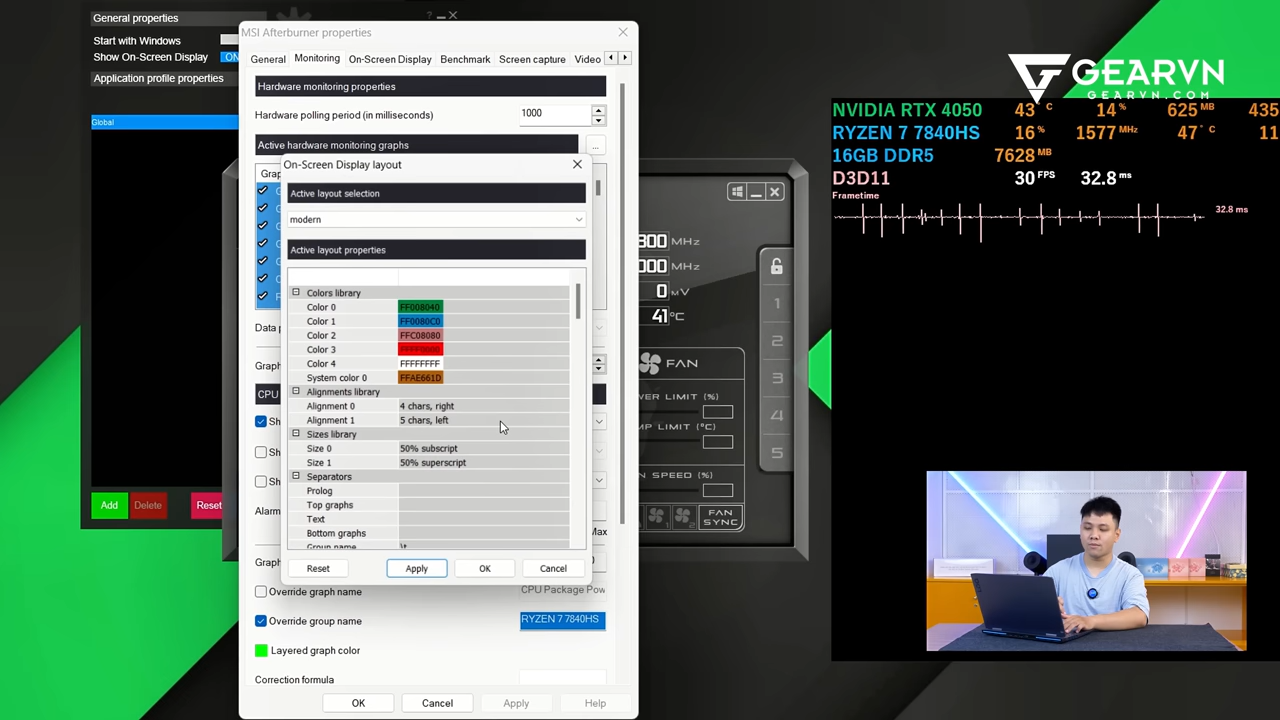 General properties
Start with Windows
Show On-Screen Display ON
Application profile properties
Global
Add Delete Reset
MSI Afterburner properties
General Monitoring On-Screen Display Benchmark Screen capture Video
Hardware monitoring properties
Hardware polling period (in milliseconds) 1000
Active hardware monitoring graphs ...
On-Screen Display layout
Active layout selection
modern
Active layout properties
Colors library
Color 0 FF008040
Color 1 FF0080C0
Color 2 FFC08080
Color 3 FFFF0000
Color 4 FFFFFFFF
System color 0 FFAE661D
Alignments library
Alignment 0 4 chars, right
Alignment 1 5 chars, left
Sizes library
Size 0 50% subscript
Size 1 50% superscript
Separators
Prolog
Top graphs
Text
Bottom graphs
Group name \t
Reset Apply OK Cancel
Override graph name CPU Package Pow
Override group name RYZEN 7 7840HS
Layered graph color
Correction formula
OK Cancel Apply Help
MHz
MHz
0 MV
41°C
FAN
FAN
SYNC
1
2
3
4
5
GEARVN
GEARVN.COM
NVIDIA RTX 4050 43 °C 14 % 625 MB 435
RYZEN 7 7840HS 16 % 1577 MHz 47 °C 11
16GB DDR5 7628 MB
D3D11 30 FPS 32.8 ms
Frametime
32.8 ms